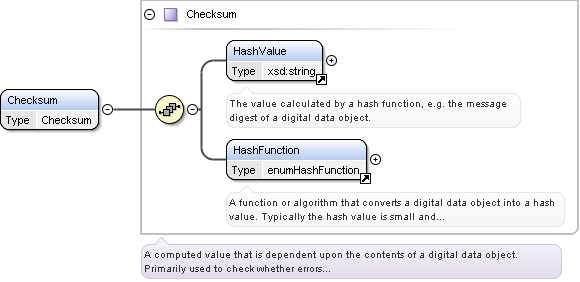 Checksum
HashValue
Type xsd:string
The value calculated by a hash function, e.g. the message
digest of a digital data object.
Checksum
Type Checksum
HashFunction
Type enumHashFunction
A function or algorithm that converts a digital data object into a hash
value. Typically the hash value is small and...
A computed value that is dependent upon the contents of a digital data object.
Primarily used to check whether errors...